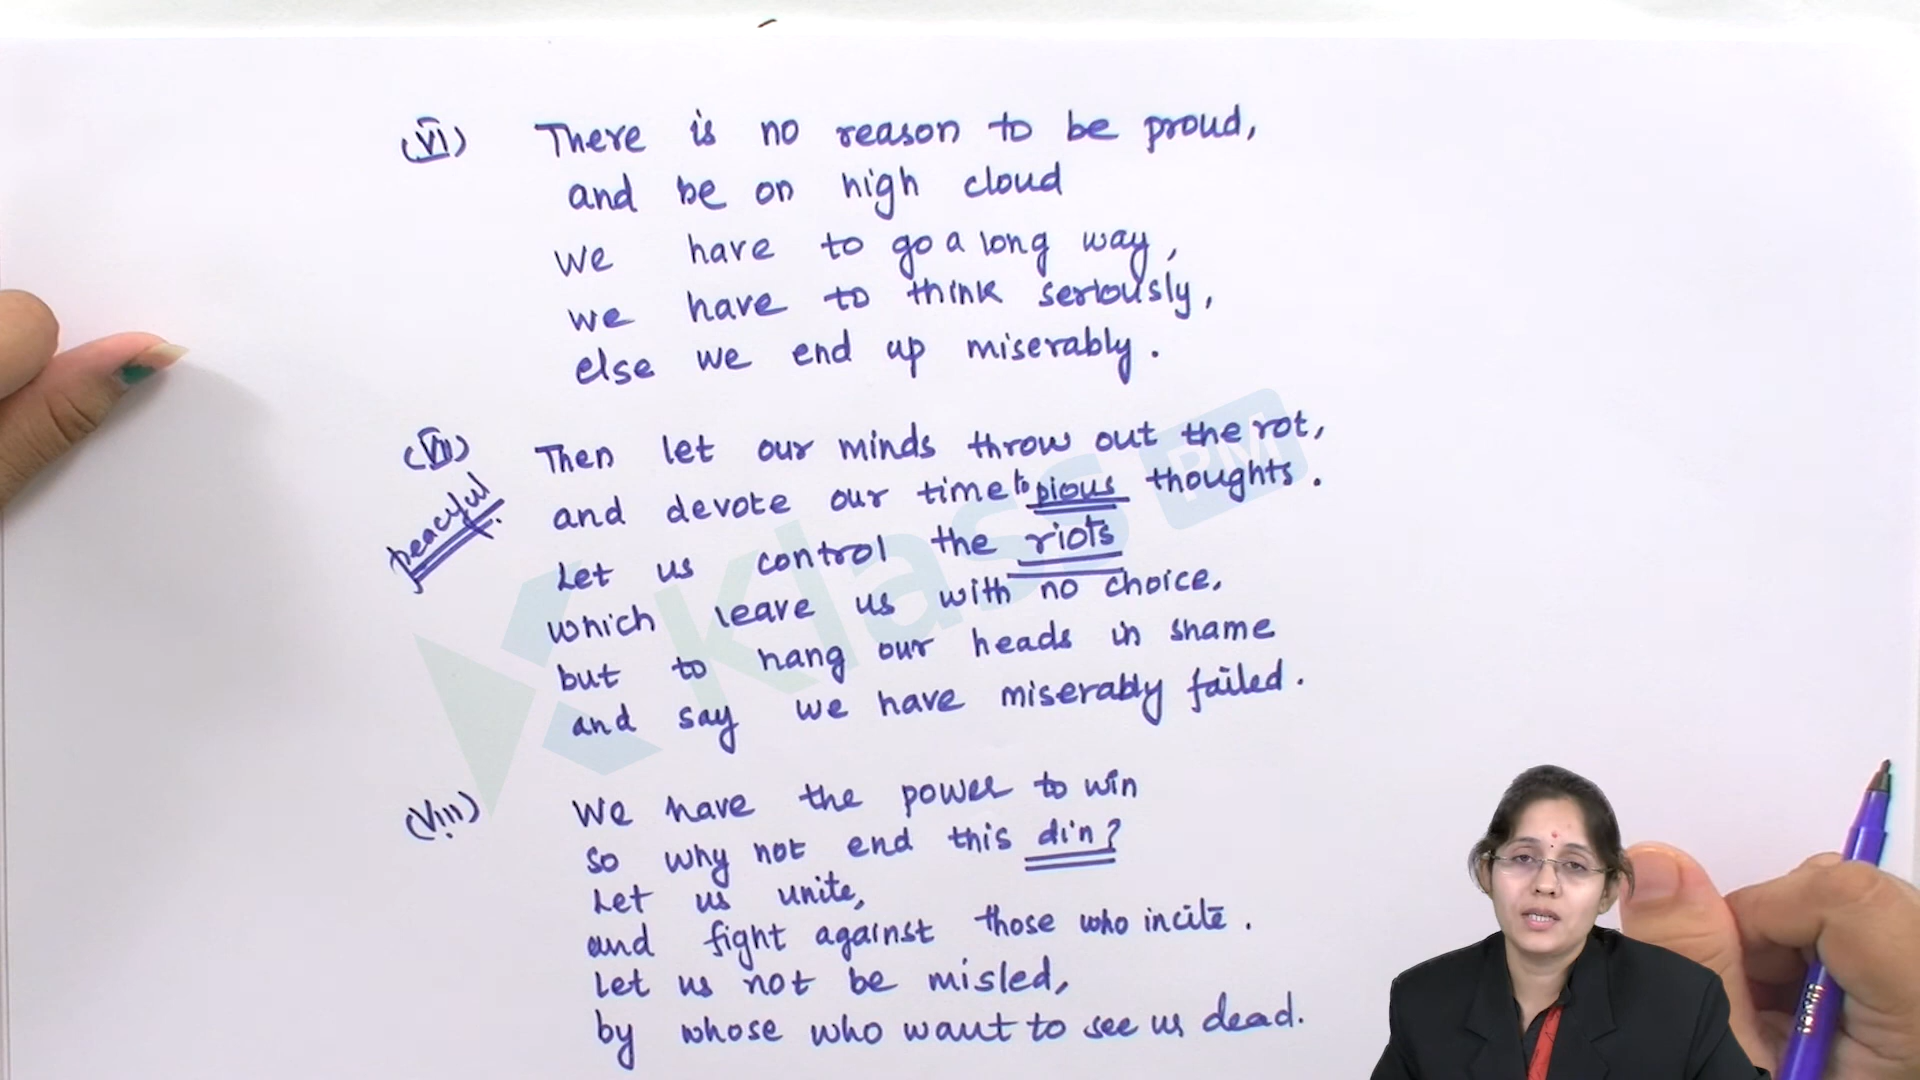 (VI) There is no reason to be proud,
and be on high cloud
We have to go a long way,
we have to think seriously,
else we end up miserably.
(VII) Then let our minds throw out the rot,
peaceful
and devote our time to pious thoughts.
Let us control the riots
which leave us with no choice,
but to hang our heads in shame
and say we have miserably failed.
(VIII) We have the power to win
So why not end this din?
Let us unite,
and fight against those who incite.
Let us not be misled,
by whose who want to see us dead.
Klass PM